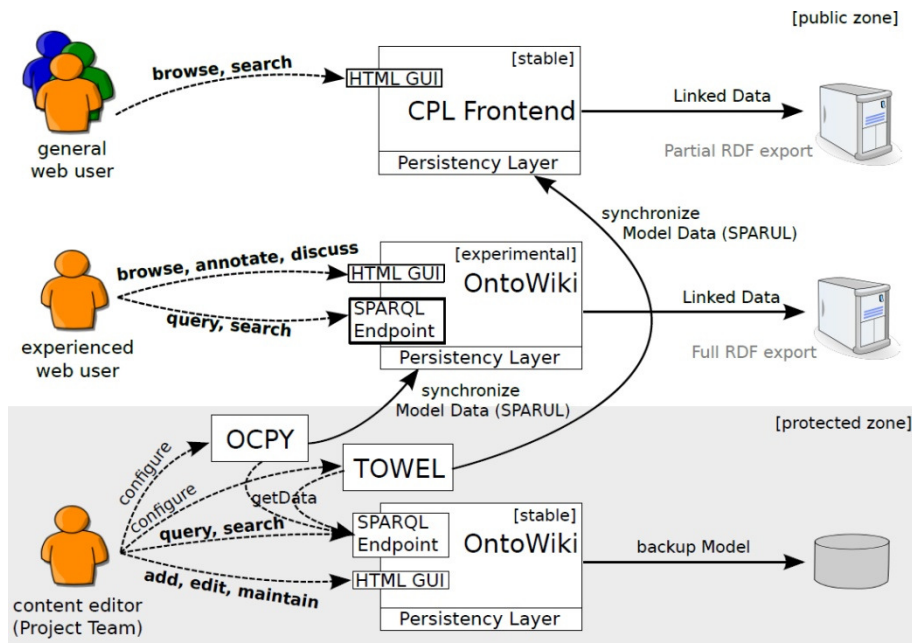 [public zone]
[stable]
browse, search
HTML GUI
CPL Frontend
Linked Data
general
web user
Partial RDF export
Persistency Layer
synchronize
Model Data (SPARUL)
[experimental]
browse, annotate, discuss
HTML GUI
OntoWiki
Linked Data
SPARQL
Endpoint
query, search
experienced
web user
Full RDF export
Persistency Layer
synchronize
Model Data (SPARUL)
[protected zone]
OCPY
configure
TOWEL
configure
getData
[stable]
SPARQL
Endpoint
query, search
OntoWiki
backup Model
HTML GUI
add, edit, maintain
content editor
(Project Team)
Persistency Layer